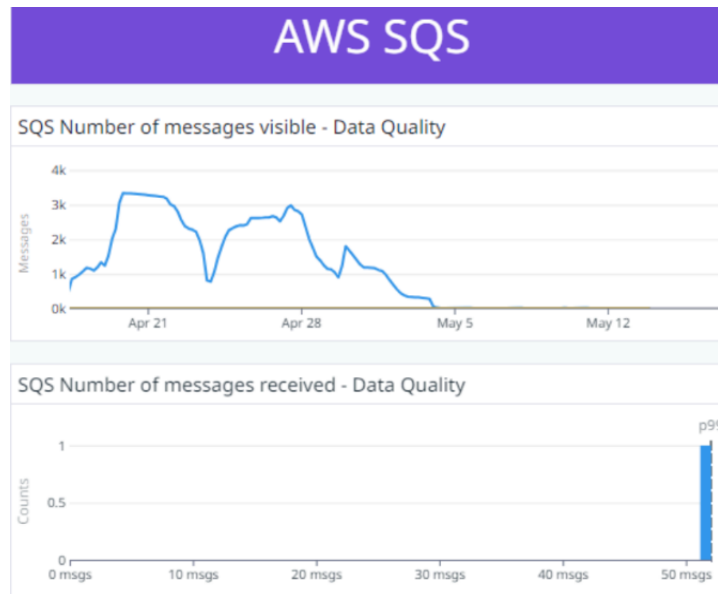 AWS SQS
SQS Number of messages visible - Data Quality
4k
3k
2k
1k
0k
Messages
Apr 21 Apr 28 May 5 May 12
SQS Number of messages received - Data Quality
p99
1
0.5
0
Counts
0 msgs 10 msgs 20 msgs 30 msgs 40 msgs 50 msgs